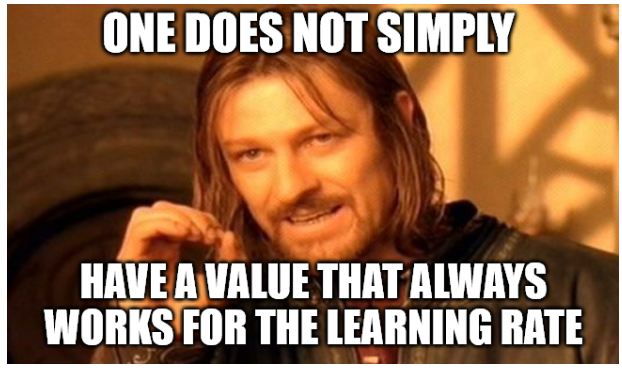 ONE DOES NOT SIMPLY
HAVE A VALUE THAT ALWAYS
WORKS FOR THE LEARNING RATE